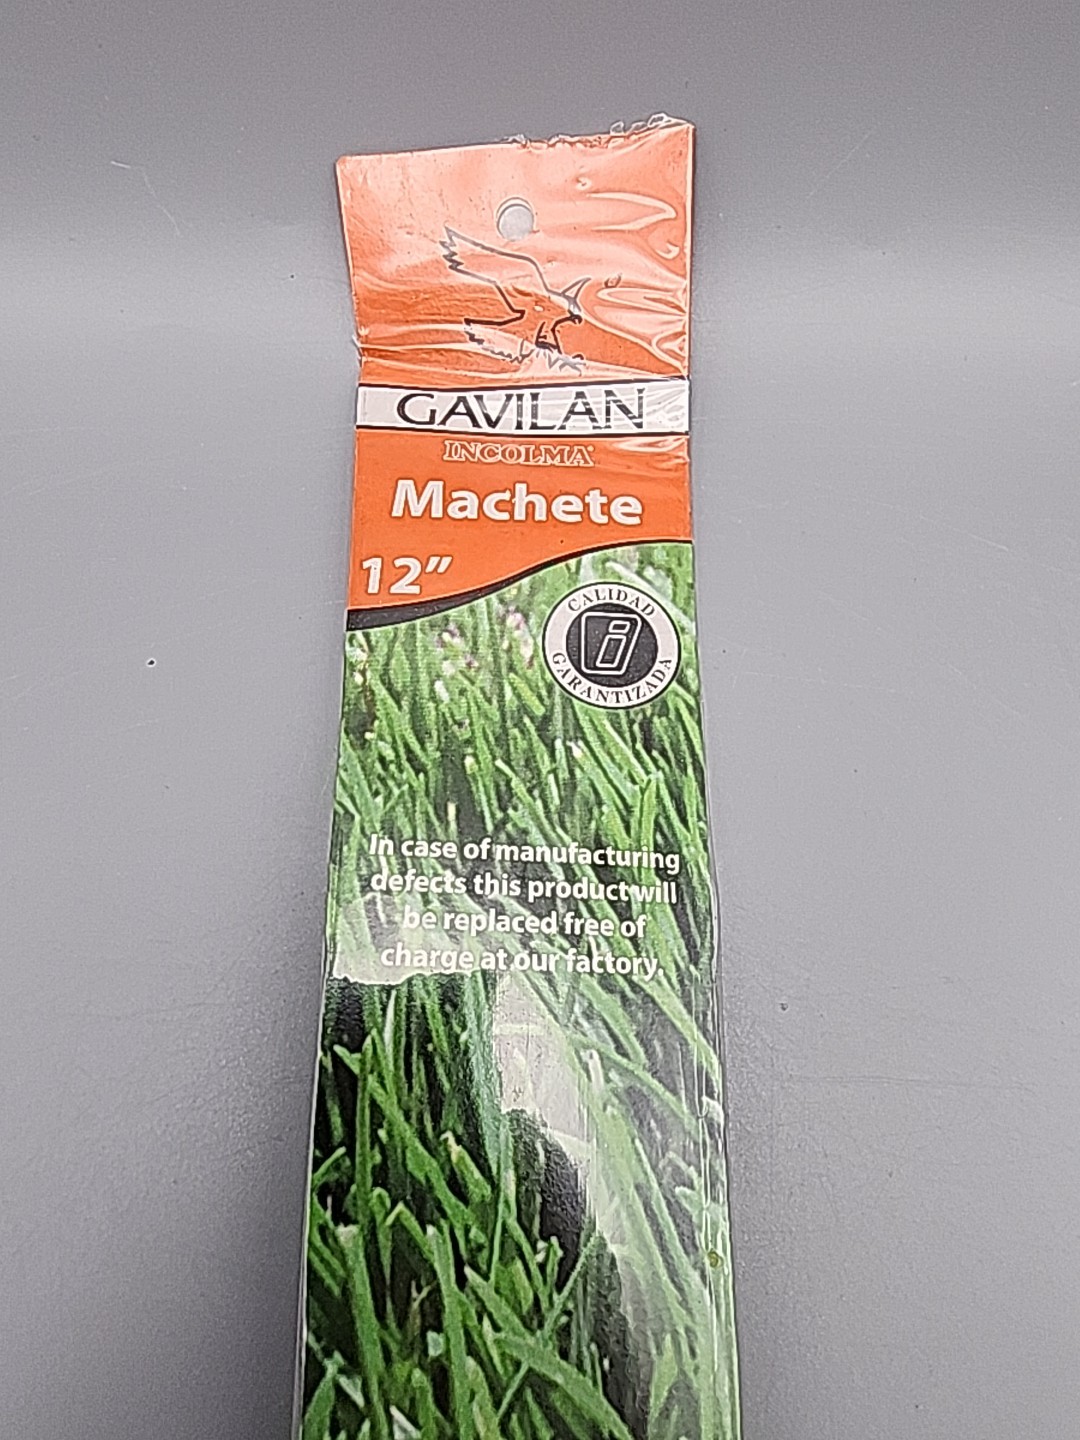 GAVILAN
INCOLMA®
Machete
12”
CALIDAD
i
GARANTIZADA
In case of manufacturing
defects this product will
be replaced free of
charge at our factory.